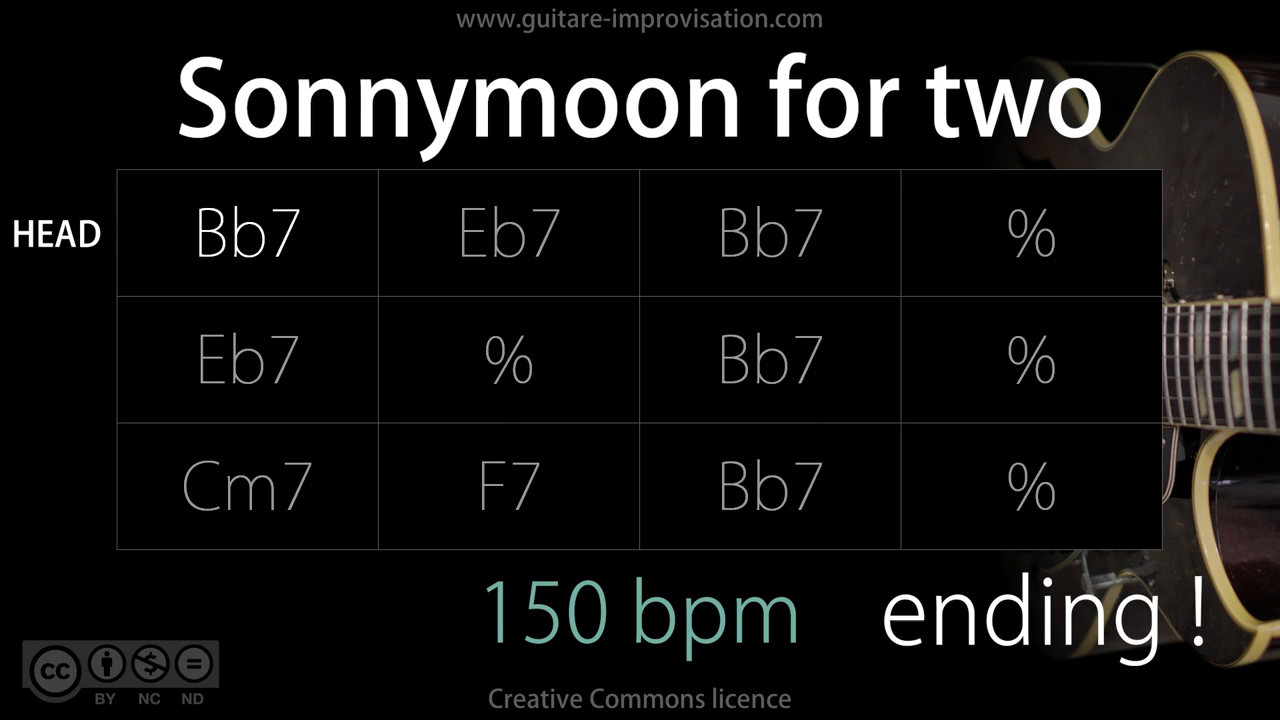 www.guitare-improvisation.com
Sonnymoon for two
HEAD Bb7 Eb7 Bb7 %
Eb7 % Bb7 %
Cm7 F7 Bb7 %
150 bpm ending !
cc
BY NC ND
Creative Commons licence